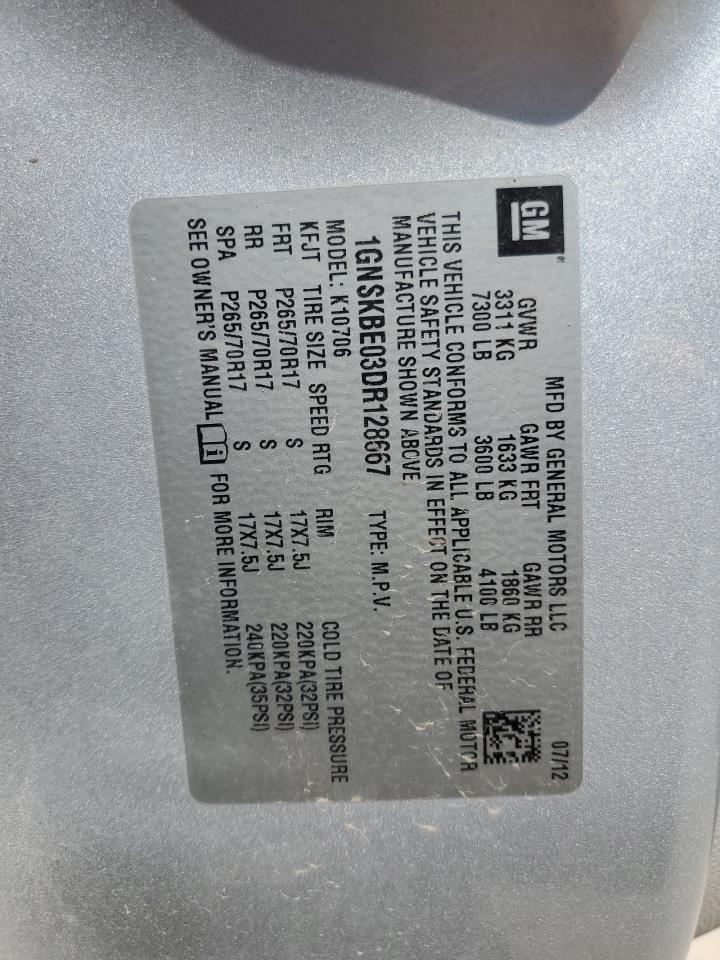 GM®
MFD BY GENERAL MOTORS LLC 07/12
GVWR GAWR FRT GAWR RR
3311 KG 1633 KG 1860 KG
7300 LB 3600 LB 4100 LB
THIS VEHICLE CONFORMS TO ALL APPLICABLE U.S. FEDERAL MOTOR
VEHICLE SAFETY STANDARDS IN EFFECT ON THE DATE OF
MANUFACTURE SHOWN ABOVE.
1GNSKBE03DR128667 TYPE: M.P.V.
MODEL: K10706
KFJT TIRE SIZE SPEED RTG RIM COLD TIRE PRESSURE
FRT P265/70R17 S 17X7.5J 220KPA(32PSI)
RR P265/70R17 S 17X7.5J 220KPA(32PSI)
SPA P265/70R17 S 17X7.5J 240KPA(35PSI)
SEE OWNER'S MANUAL i FOR MORE INFORMATION.